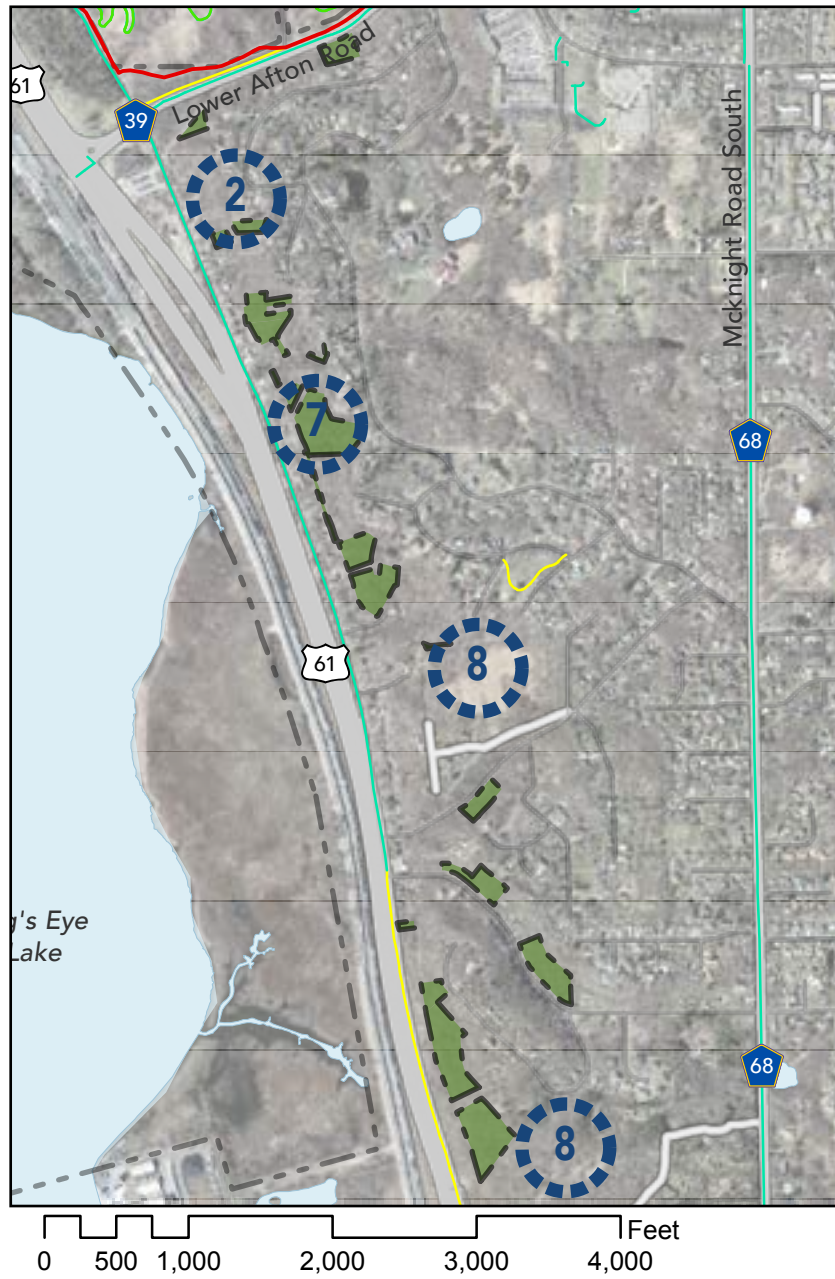 61
39
Lower Afton Road
2
Mcknight Road South
7
68
8
61
g's Eye
Lake
68
8
Feet
0 500 1,000 2,000 3,000 4,000